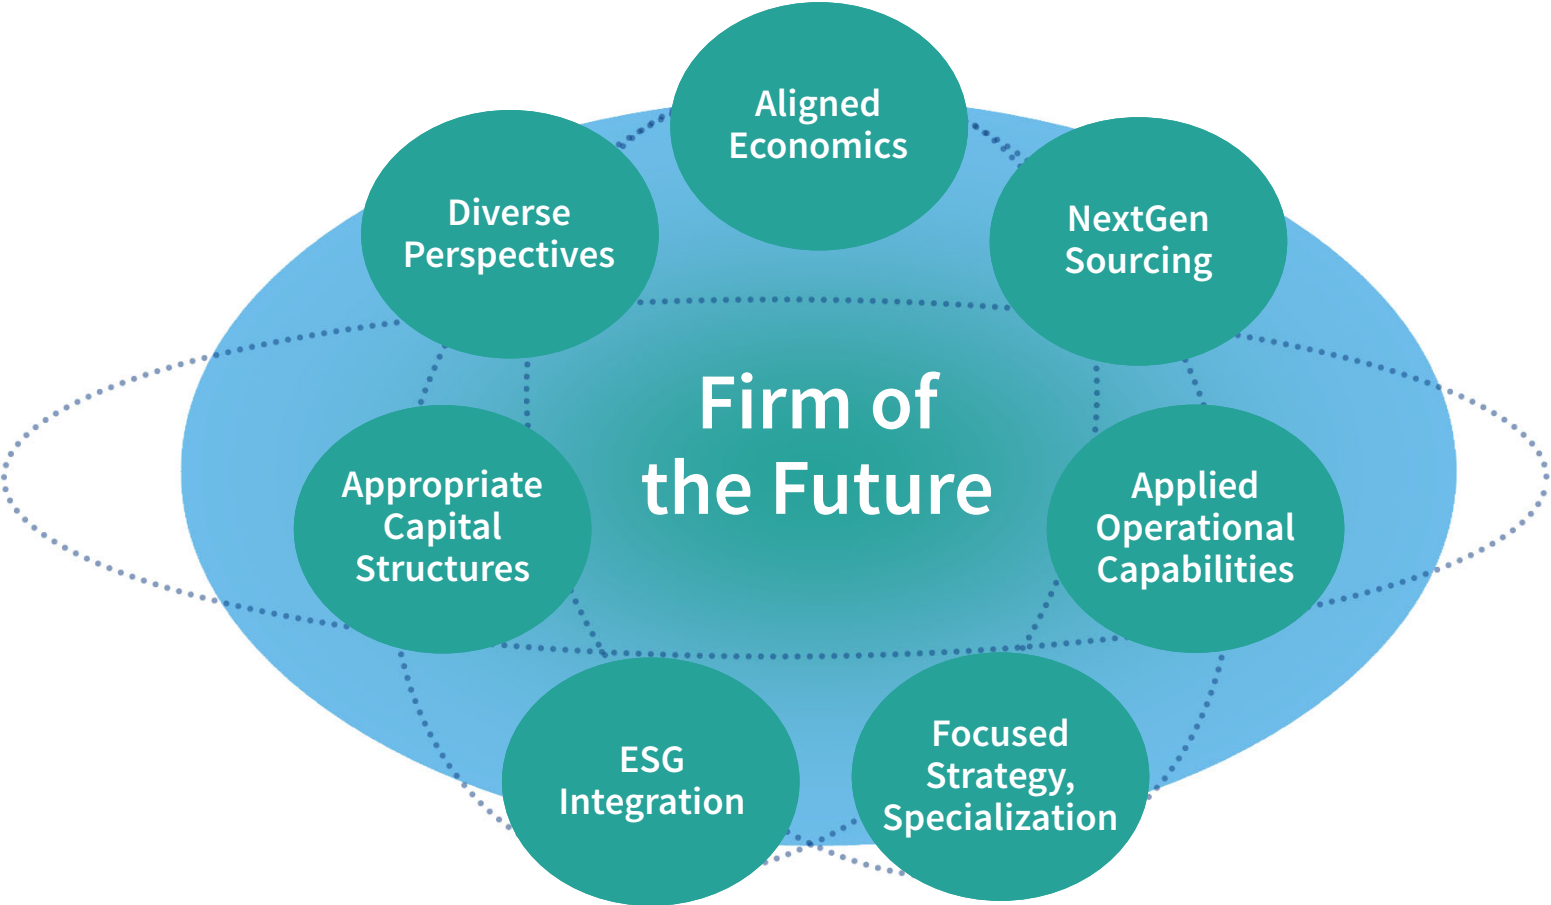 Aligned
Economics
Diverse
Perspectives
NextGen
Sourcing
Firm of
the Future
Appropriate
Capital
Structures
Applied
Operational
Capabilities
ESG
Integration
Focused
Strategy,
Specialization